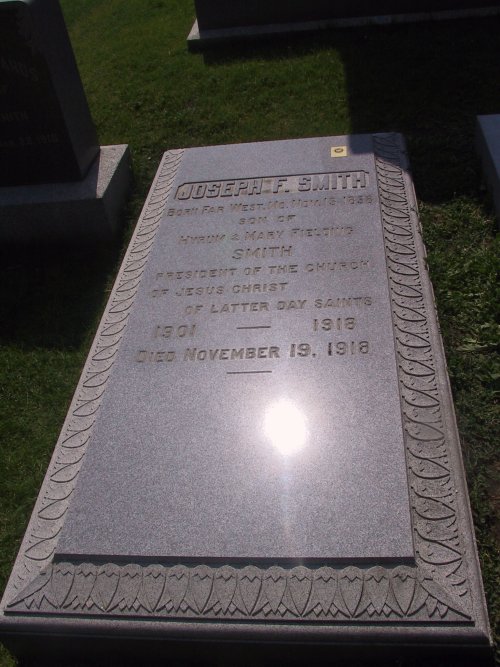 JOSEPH F. SMITH
BORN FAR WEST, MO. NOV. 13 1838
SON OF
HYRUM & MARY FIELDING
SMITH
PRESIDENT OF THE CHURCH
OF JESUS CHRIST
OF LATTER DAY SAINTS
1901 — 1918
DIED NOVEMBER 19, 1918